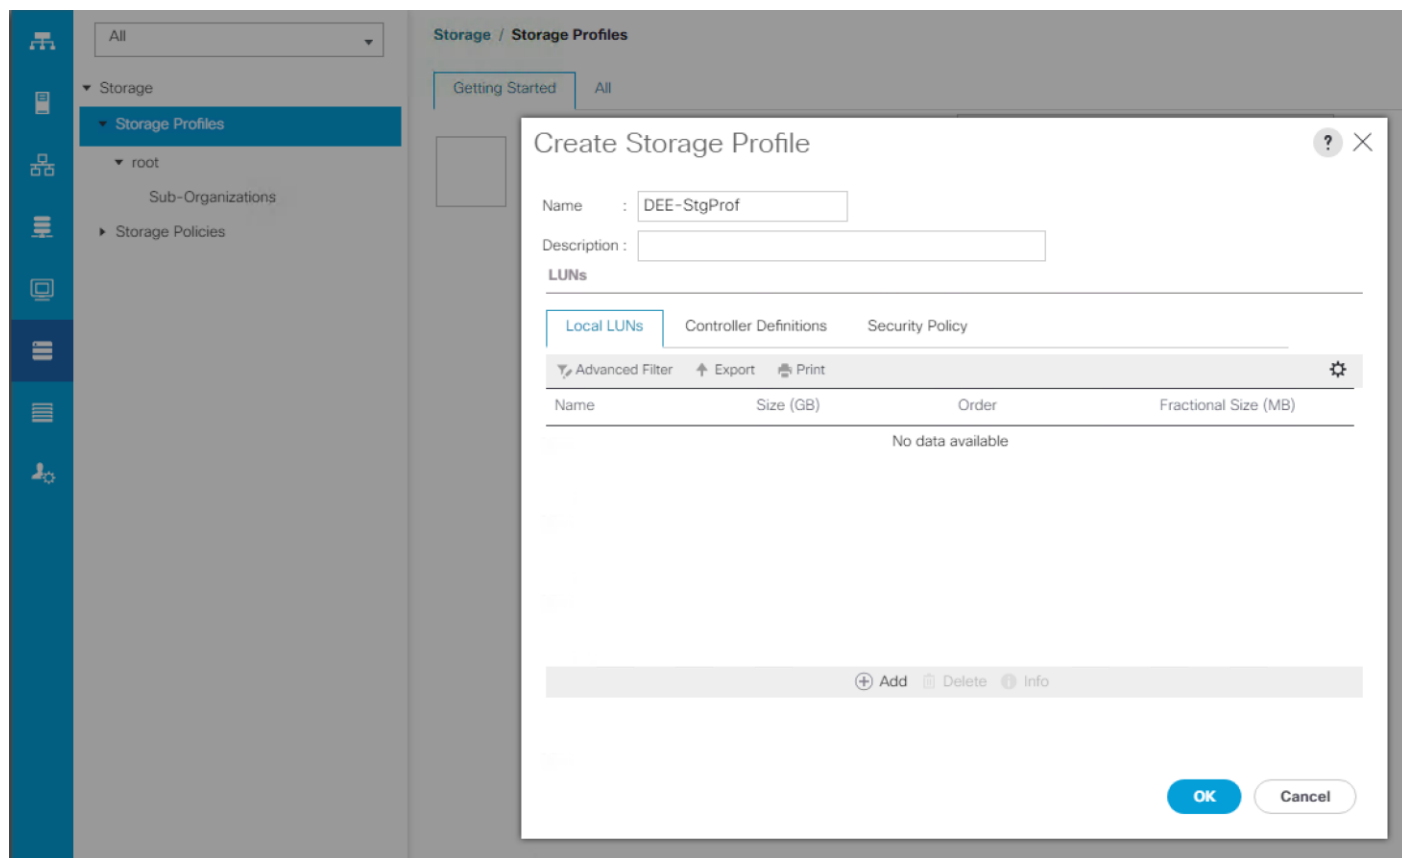 All
Storage
Storage Profiles
root
Sub-Organizations
Storage Policies
Storage / Storage Profiles
Getting Started All
Create Storage Profile ?
Name : DEE-StgProf
Description :
LUNs
Local LUNs Controller Definitions Security Policy
Advanced Filter Export Print
Name Size (GB) Order Fractional Size (MB)
No data available
Add Delete Info
OK Cancel